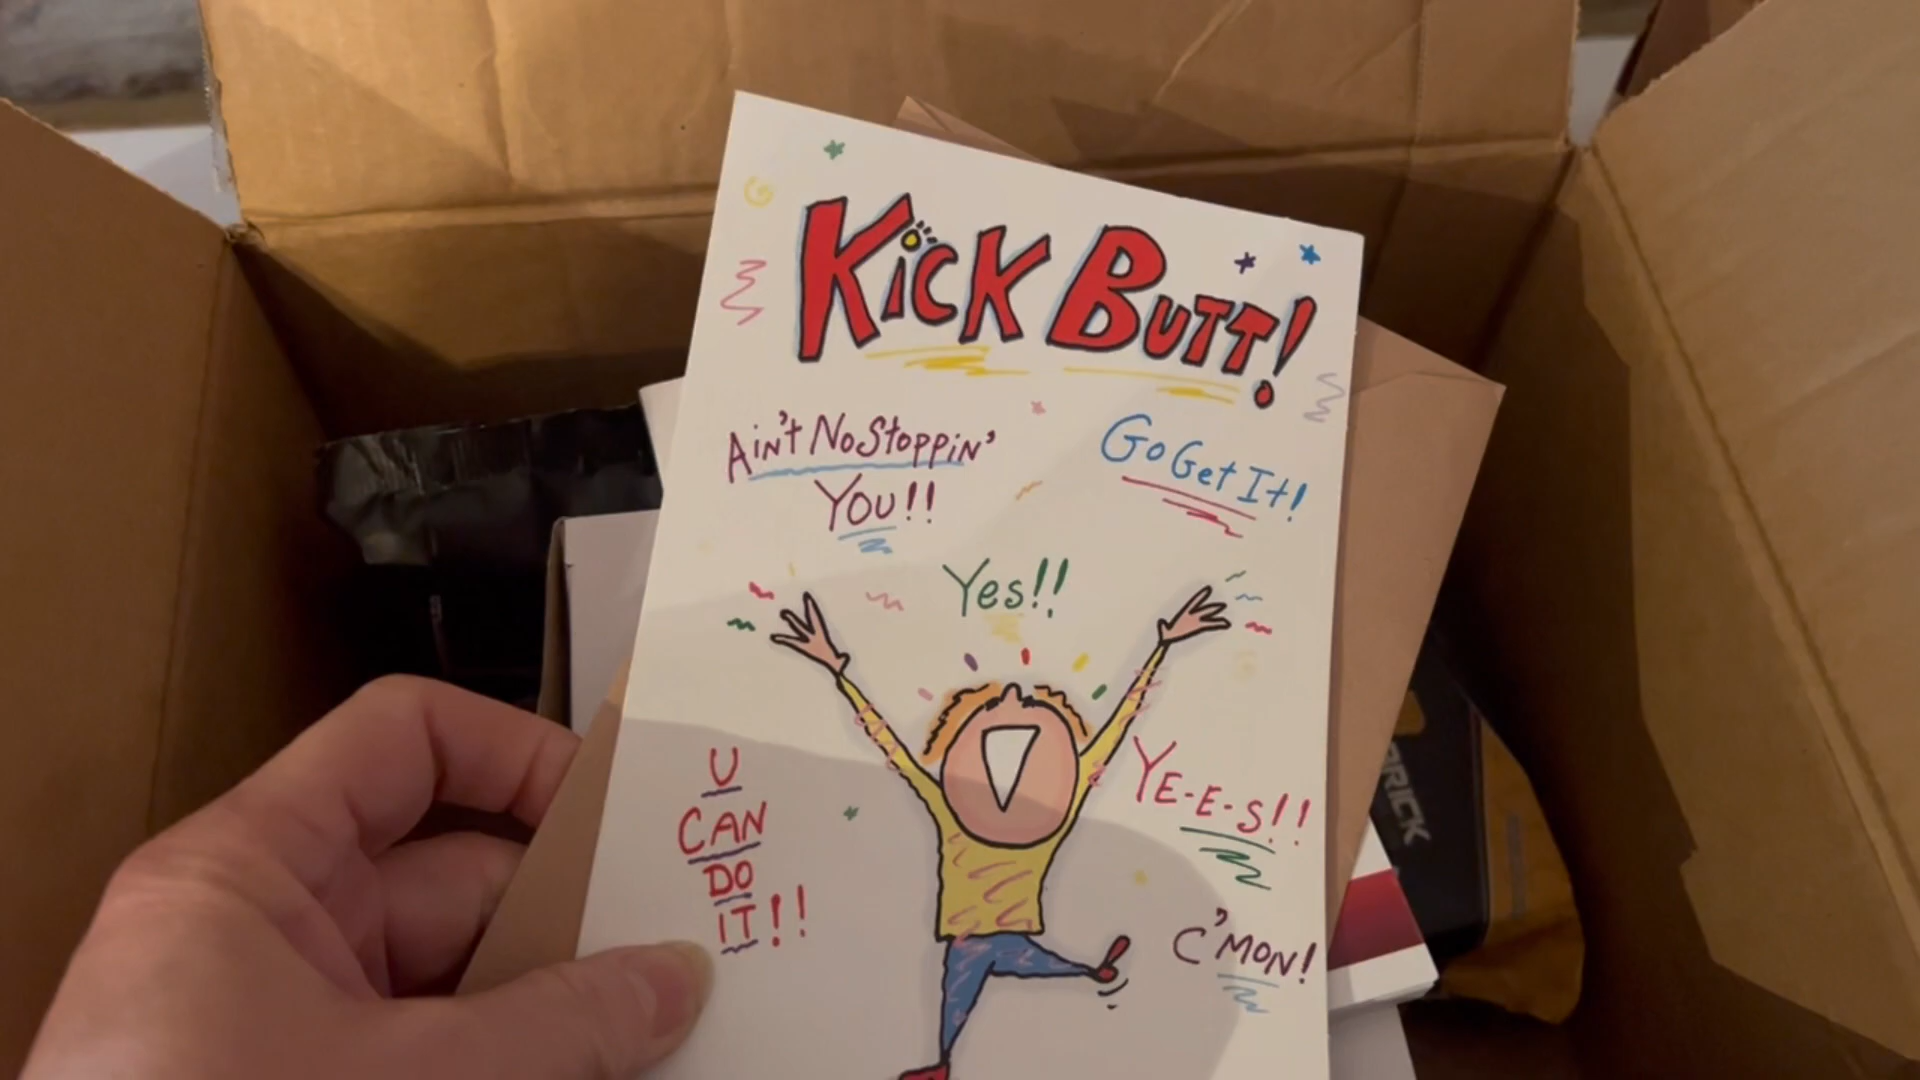 KicK BUTT!
Ain't No Stoppin'
You!!
Go Get It!
Yes!!
U
CAN
DO
IT!!
YE-E-S!!
C'MON!